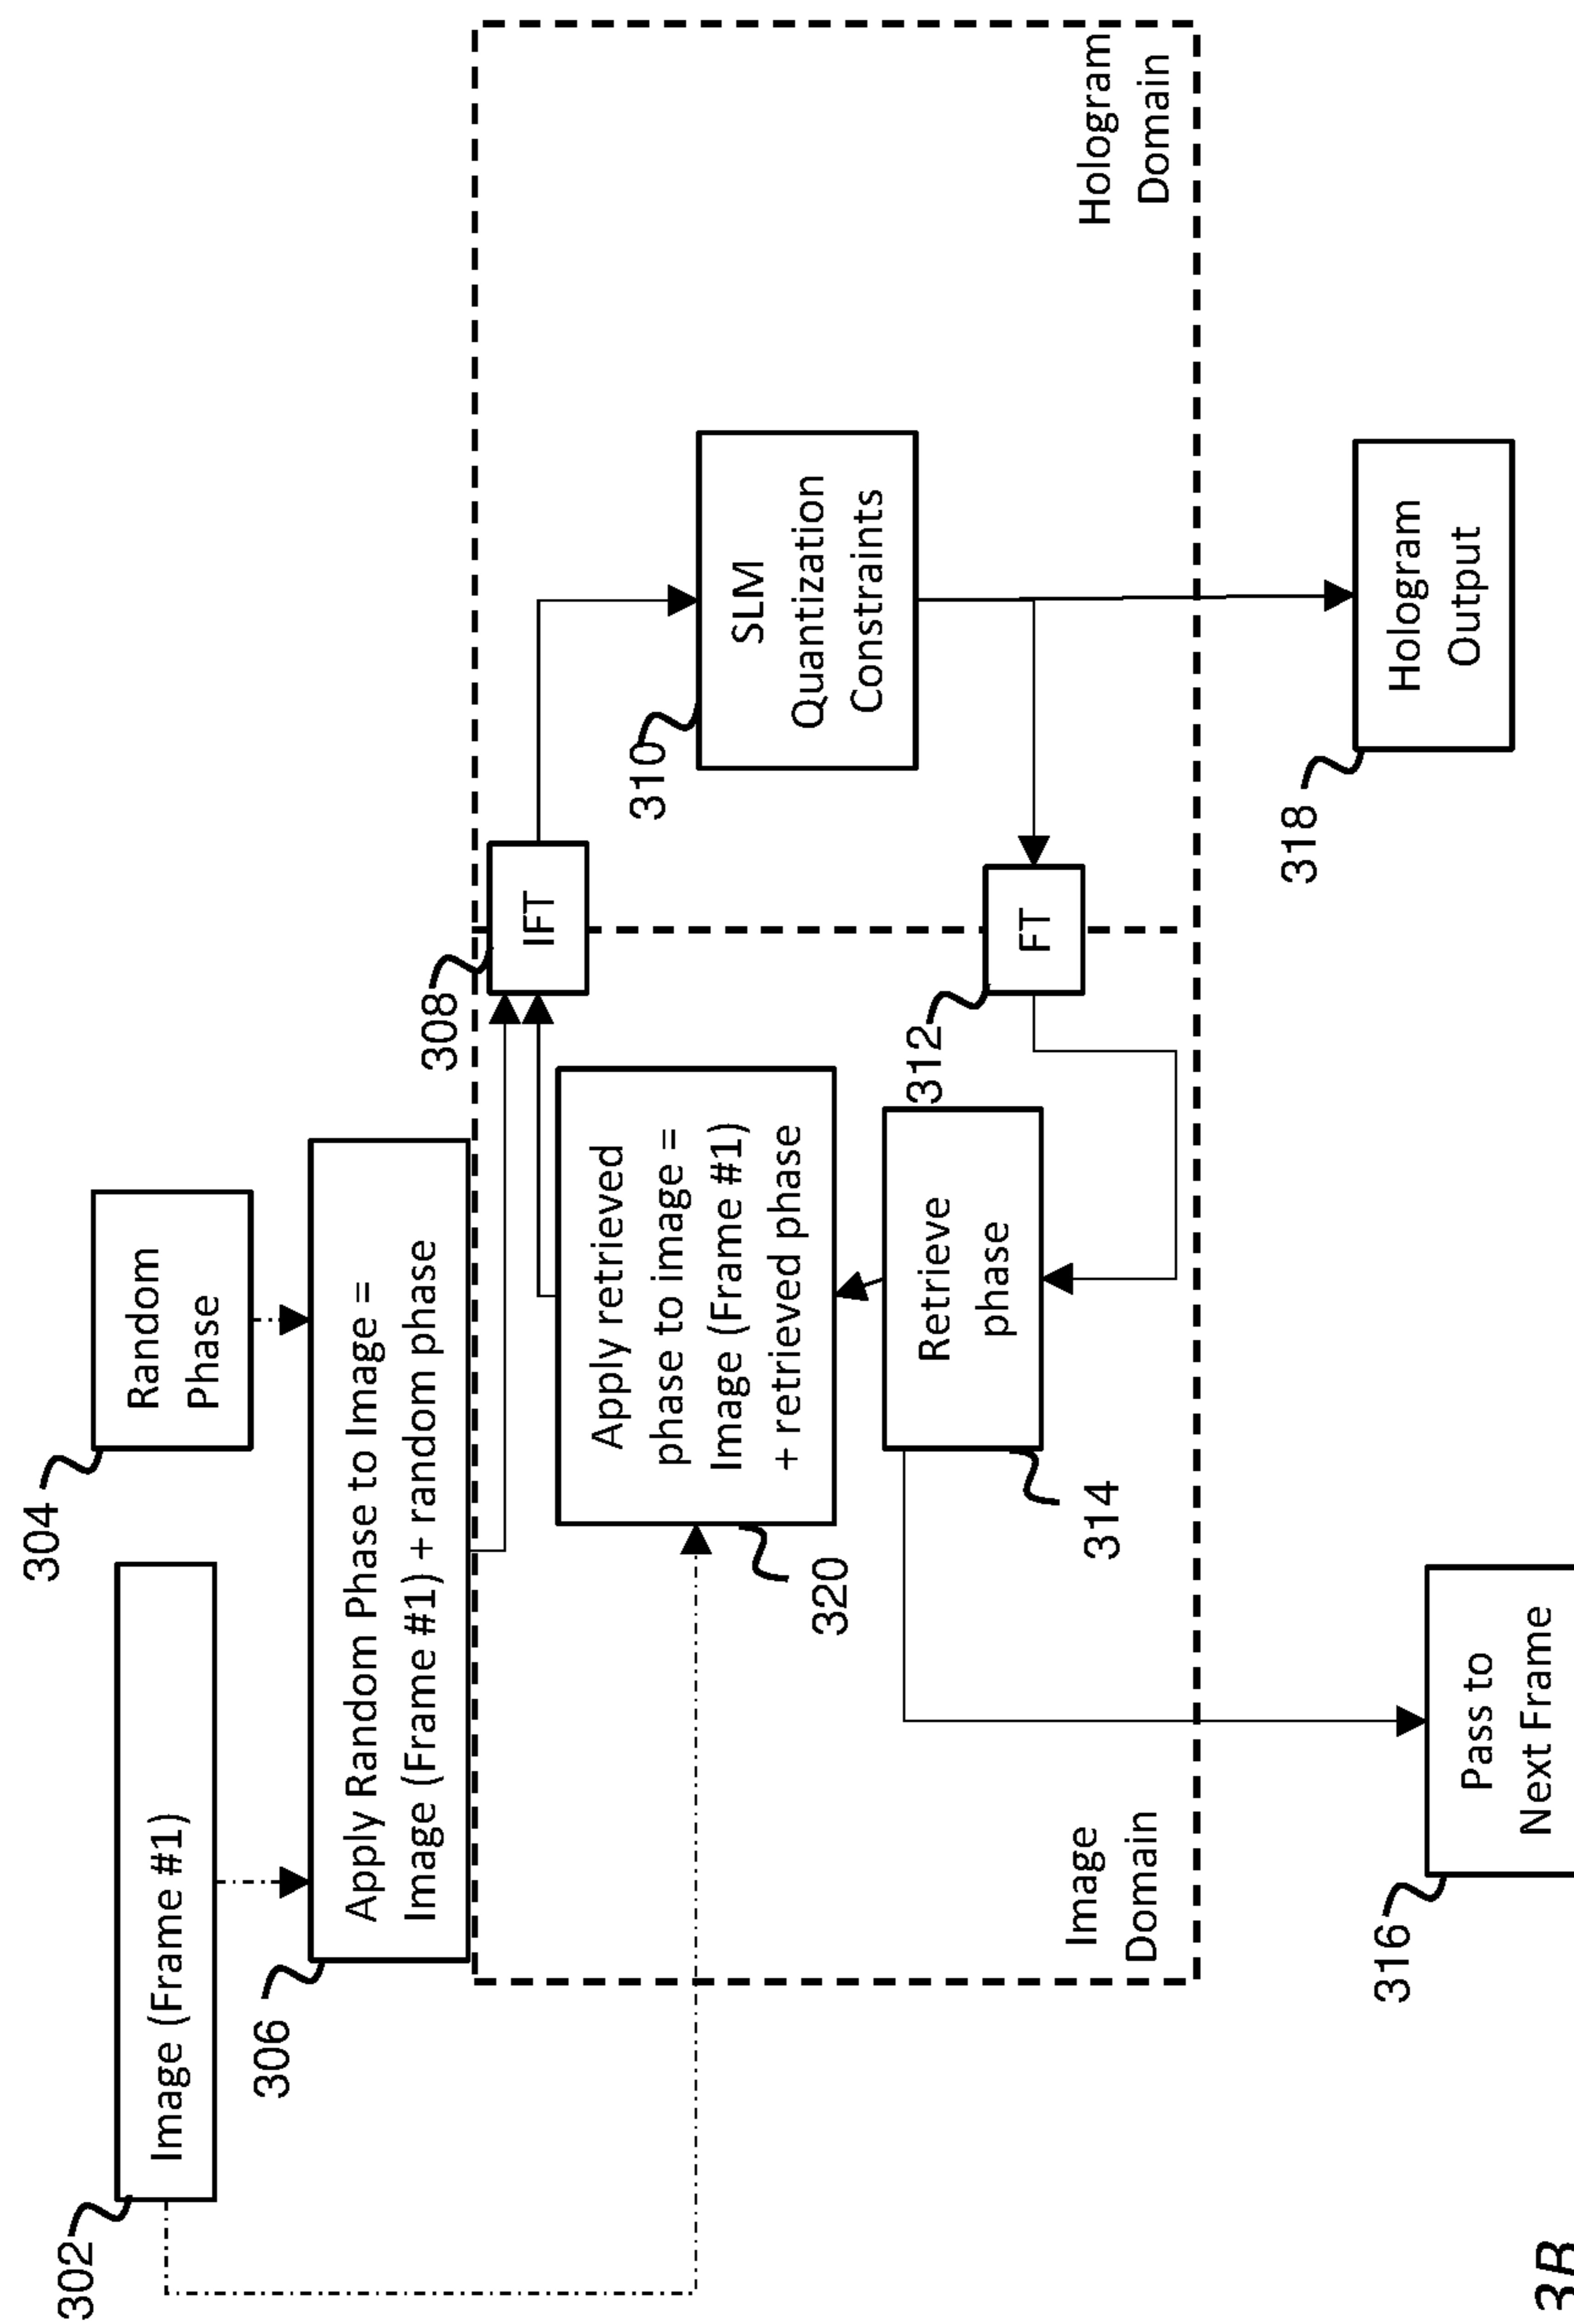 302
Image (Frame #1)
304
Random
Phase
306
Apply Random Phase to Image =
Image (Frame #1) + random phase
308
IFT
310
SLM
Quantization
Constraints
320
Apply retrieved
phase to image =
Image (Frame #1)
+ retrieved phase
312
FT
314
Retrieve
phase
Image
Domain
Hologram
Domain
316
Pass to
Next Frame
318
Hologram
Output
3B